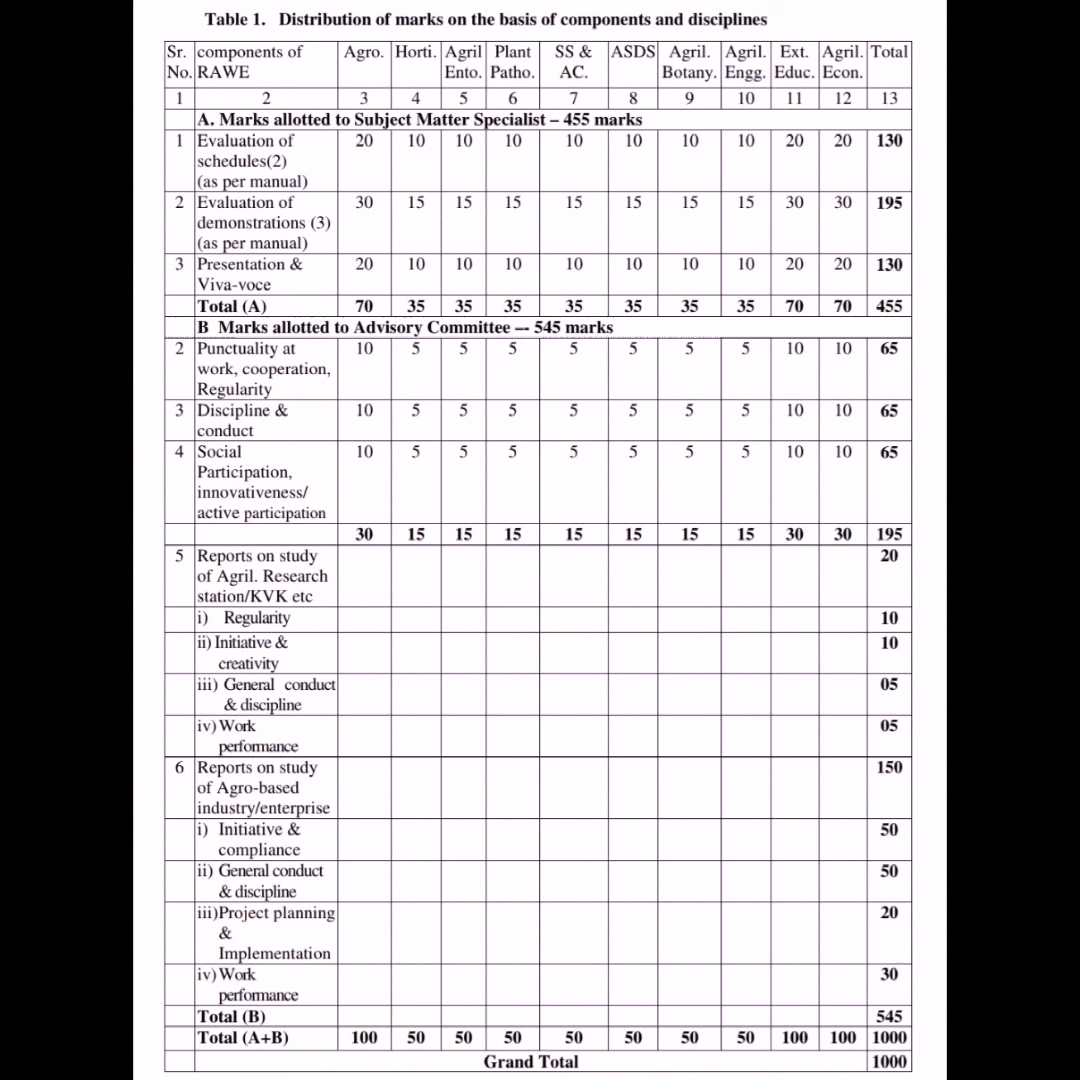 Table 1. Distribution of marks on the basis of components and disciplines
Sr. components of Agro. Horti. Agril Plant SS & ASDS Agril. Agril. Ext. Agril. Total
No. RAWE Ento. Patho. AC. Botany. Engg. Educ. Econ.
1 2 3 4 5 6 7 8 9 10 11 12 13
A. Marks allotted to Subject Matter Specialist – 455 marks
1 Evaluation of 20 10 10 10 10 10 10 10 20 20 130
schedules(2)
(as per manual)
2 Evaluation of 30 15 15 15 15 15 15 15 30 30 195
demonstrations (3)
(as per manual)
3 Presentation & 20 10 10 10 10 10 10 10 20 20 130
Viva-voce
Total (A) 70 35 35 35 35 35 35 35 70 70 455
B Marks allotted to Advisory Committee –- 545 marks
2 Punctuality at 10 5 5 5 5 5 5 5 10 10 65
work, cooperation,
Regularity
3 Discipline & 10 5 5 5 5 5 5 5 10 10 65
conduct
4 Social 10 5 5 5 5 5 5 5 10 10 65
Participation,
innovativeness/
active participation
30 15 15 15 15 15 15 15 30 30 195
5 Reports on study 20
of Agril. Research
station/KVK etc
i) Regularity 10
ii) Initiative & 10
creativity
iii) General conduct 05
& discipline
iv) Work 05
performance
6 Reports on study 150
of Agro-based
industry/enterprise
i) Initiative & 50
compliance
ii) General conduct 50
& discipline
iii)Project planning 20
&
Implementation
iv) Work 30
performance
Total (B) 545
Total (A+B) 100 50 50 50 50 50 50 50 100 100 1000
Grand Total 1000